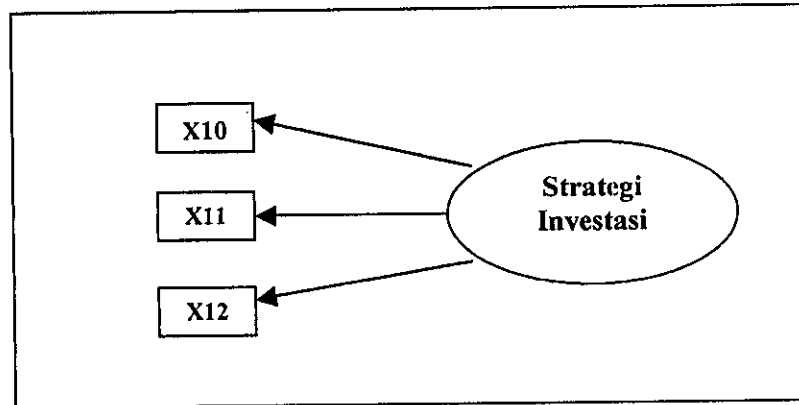 X10
Strategi
Investasi
X11
X12